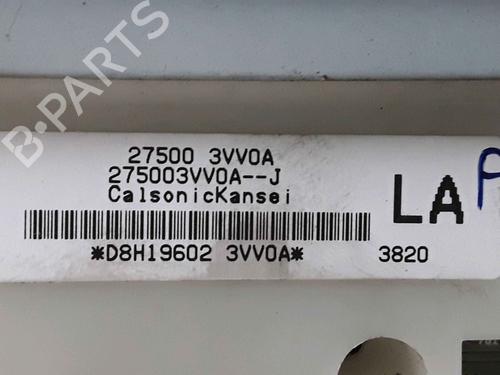 B-PARTS
27500 3VV0A
275003VV0A--J
CalsonicKansei
LA
P
*D8H19602 3VV0A*
3820